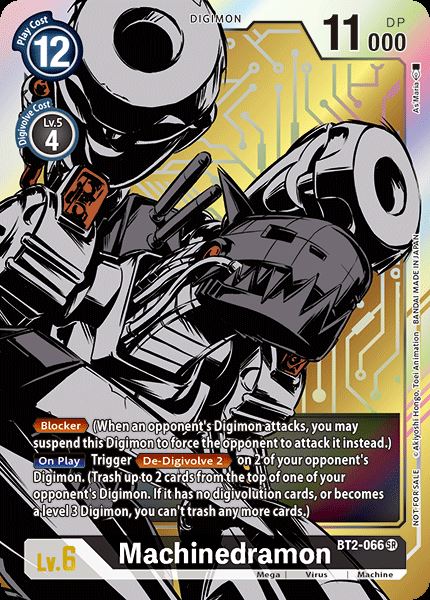 Play Cost
12
DIGIMON
11000
DP
Digivolve Cost
Lv.5
4
As'Maria
Blocker (When an opponent's Digimon attacks, you may
suspend this Digimon to force the opponent to attack it instead.)
On Play Trigger De-Digivolve 2 on 2 of your opponent's
Digimon. (Trash up to 2 cards from the top of one of your
opponent's Digimon. If it has no digivolution cards, or becomes
a level 3 Digimon, you can't trash any more cards.)
NOT FOR SALE ©Akiyoshi Hongo, Toei Animation BANDAI MADE IN JAPAN
Lv.6
Machinedramon
BT2-066 SR
Mega Virus Machine